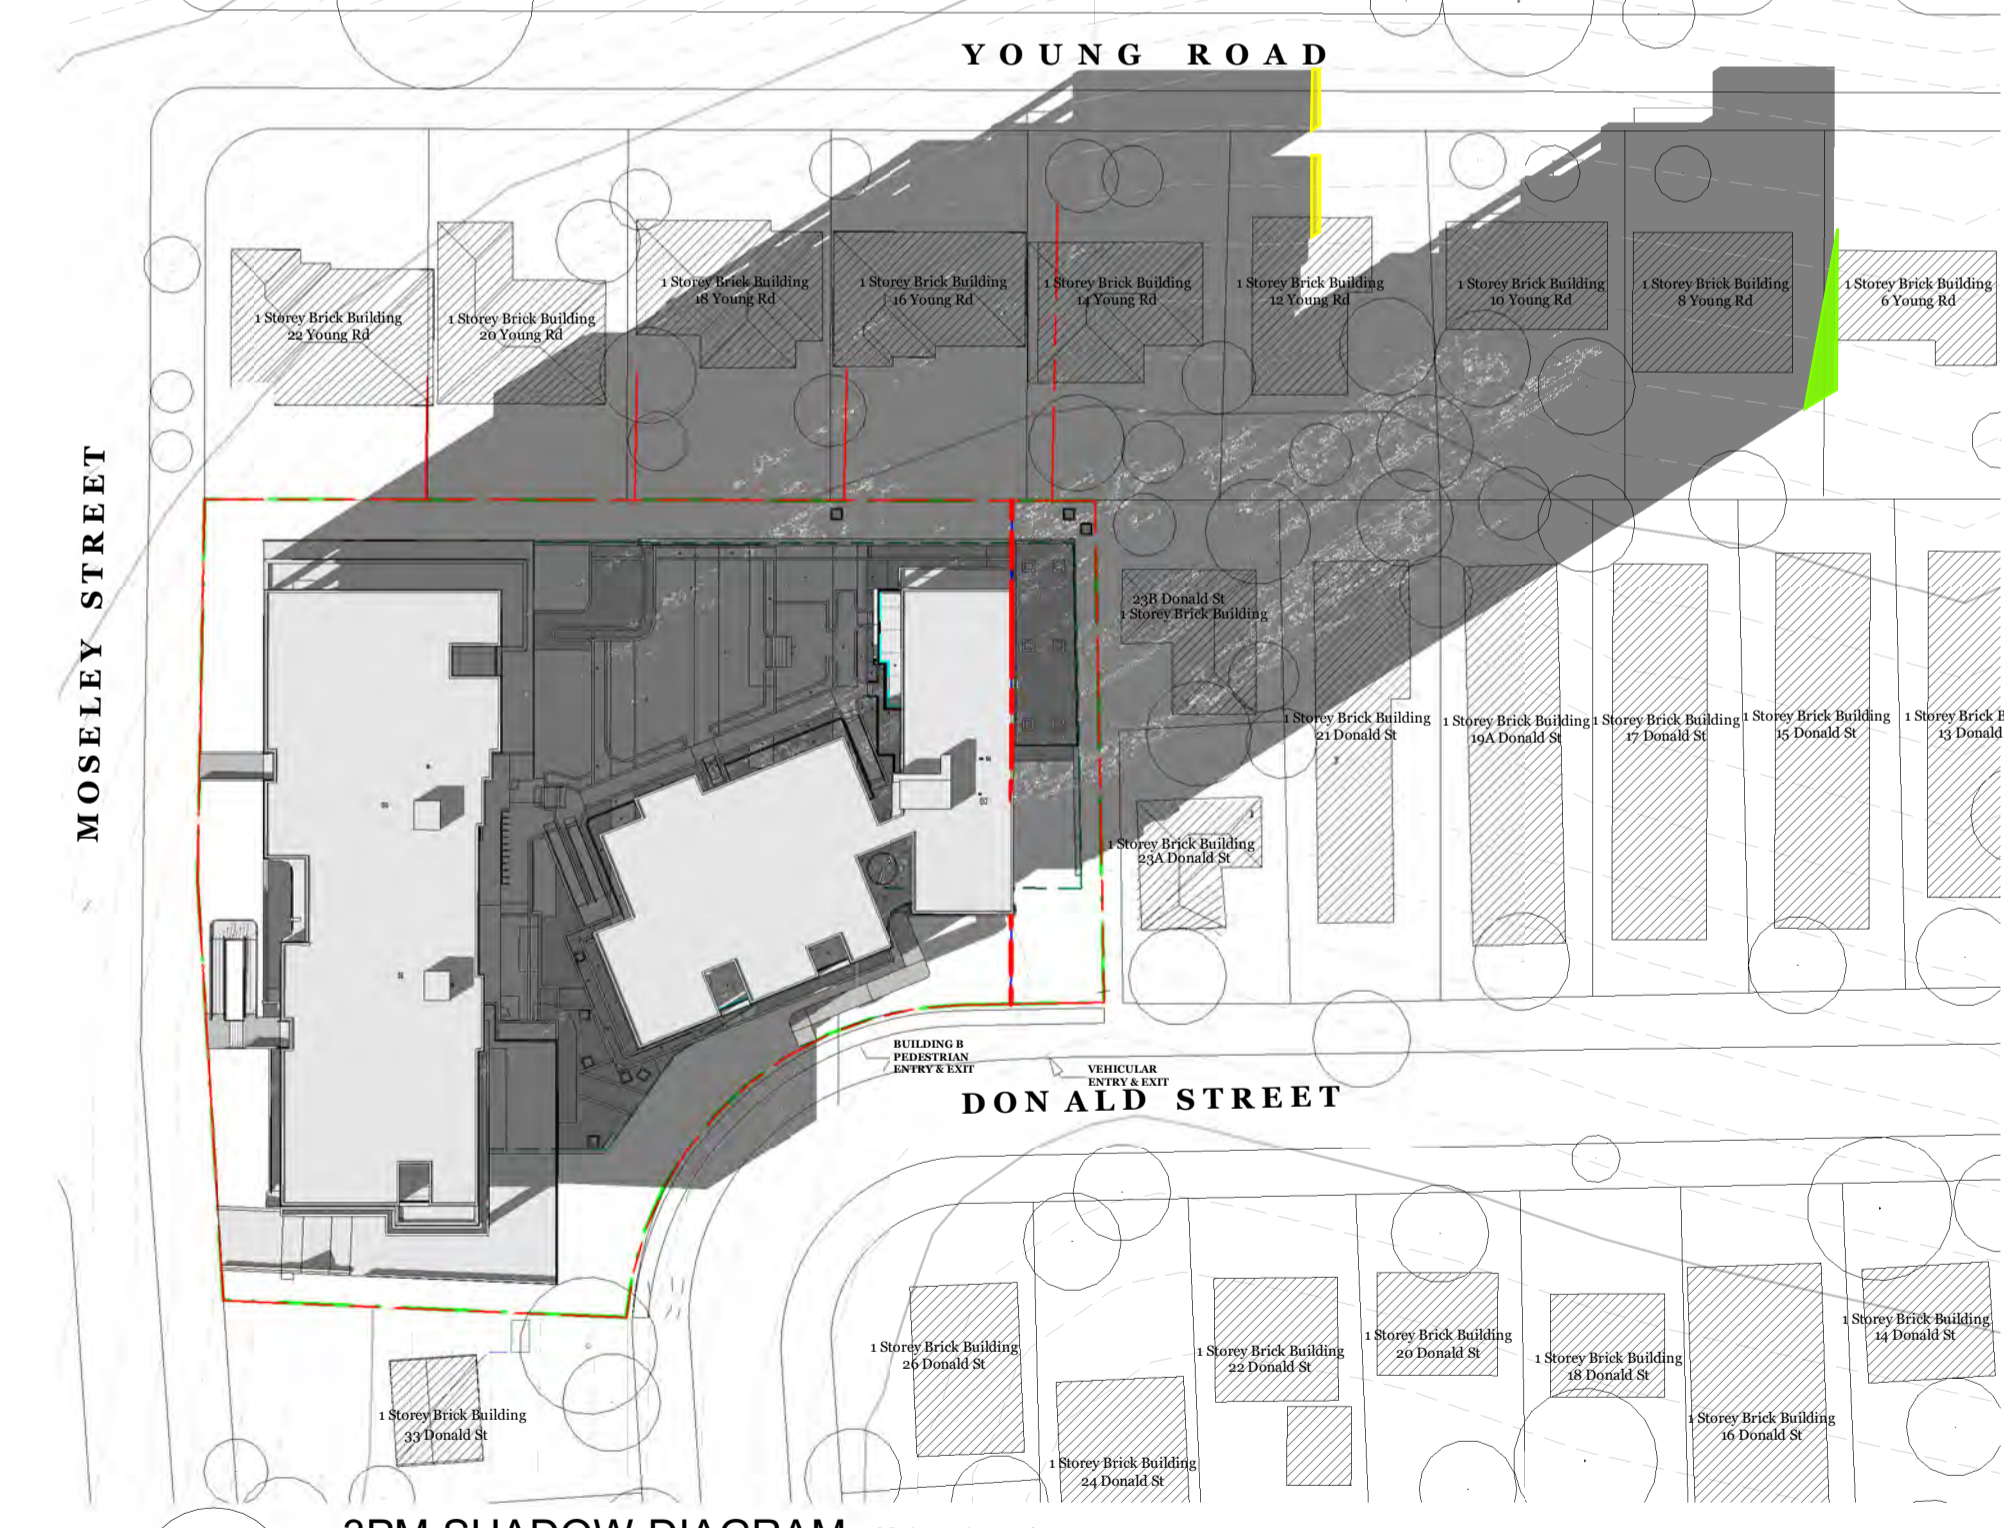 YOUNG ROAD
1 Storey Brick Building
22 Young Rd
1 Storey Brick Building
20 Young Rd
1 Storey Brick Building
18 Young Rd
1 Storey Brick Building
16 Young Rd
1 Storey Brick Building
14 Young Rd
1 Storey Brick Building
12 Young Rd
1 Storey Brick Building
10 Young Rd
1 Storey Brick Building
8 Young Rd
1 Storey Brick Building
6 Young Rd
MOSELEY STREET
23B Donald St
1 Storey Brick Building
1 Storey Brick Building
21 Donald St
1 Storey Brick Building
19A Donald St
1 Storey Brick Building
17 Donald St
1 Storey Brick Building
15 Donald St
1 Storey Brick B
13 Donald
1 Storey Brick Building
23A Donald St
BUILDING B
PEDESTRIAN
ENTRY & EXIT
VEHICULAR
ENTRY & EXIT
DONALD STREET
1 Storey Brick Building
26 Donald St
1 Storey Brick Building
24 Donald St
1 Storey Brick Building
22 Donald St
1 Storey Brick Building
20 Donald St
1 Storey Brick Building
18 Donald St
1 Storey Brick Building
16 Donald St
1 Storey Brick Building
14 Donald St
1 Storey Brick Building
33 Donald St
3PM SHADOW DIAGRAM